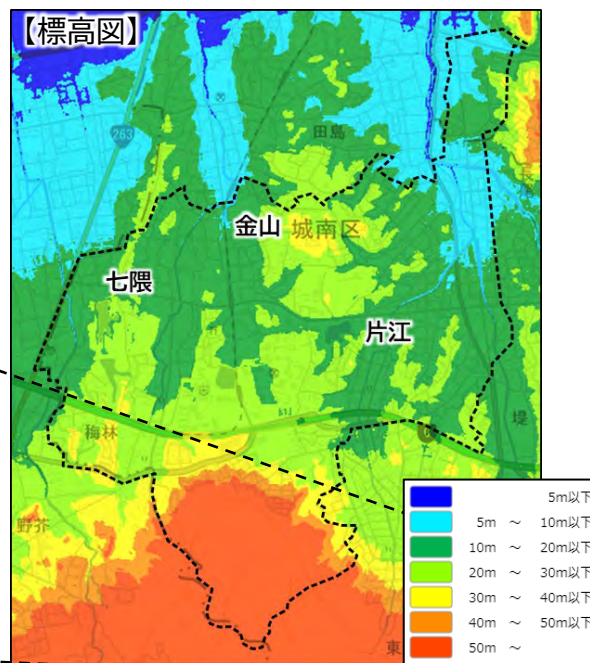 【標高図】
263
田島
長
金山
城南区
七隈
片江
堤
梅林
野芥
東
5m以下
5m ～ 10m以下
10m ～ 20m以下
20m ～ 30m以下
30m ～ 40m以下
40m ～ 50m以下
50m ～